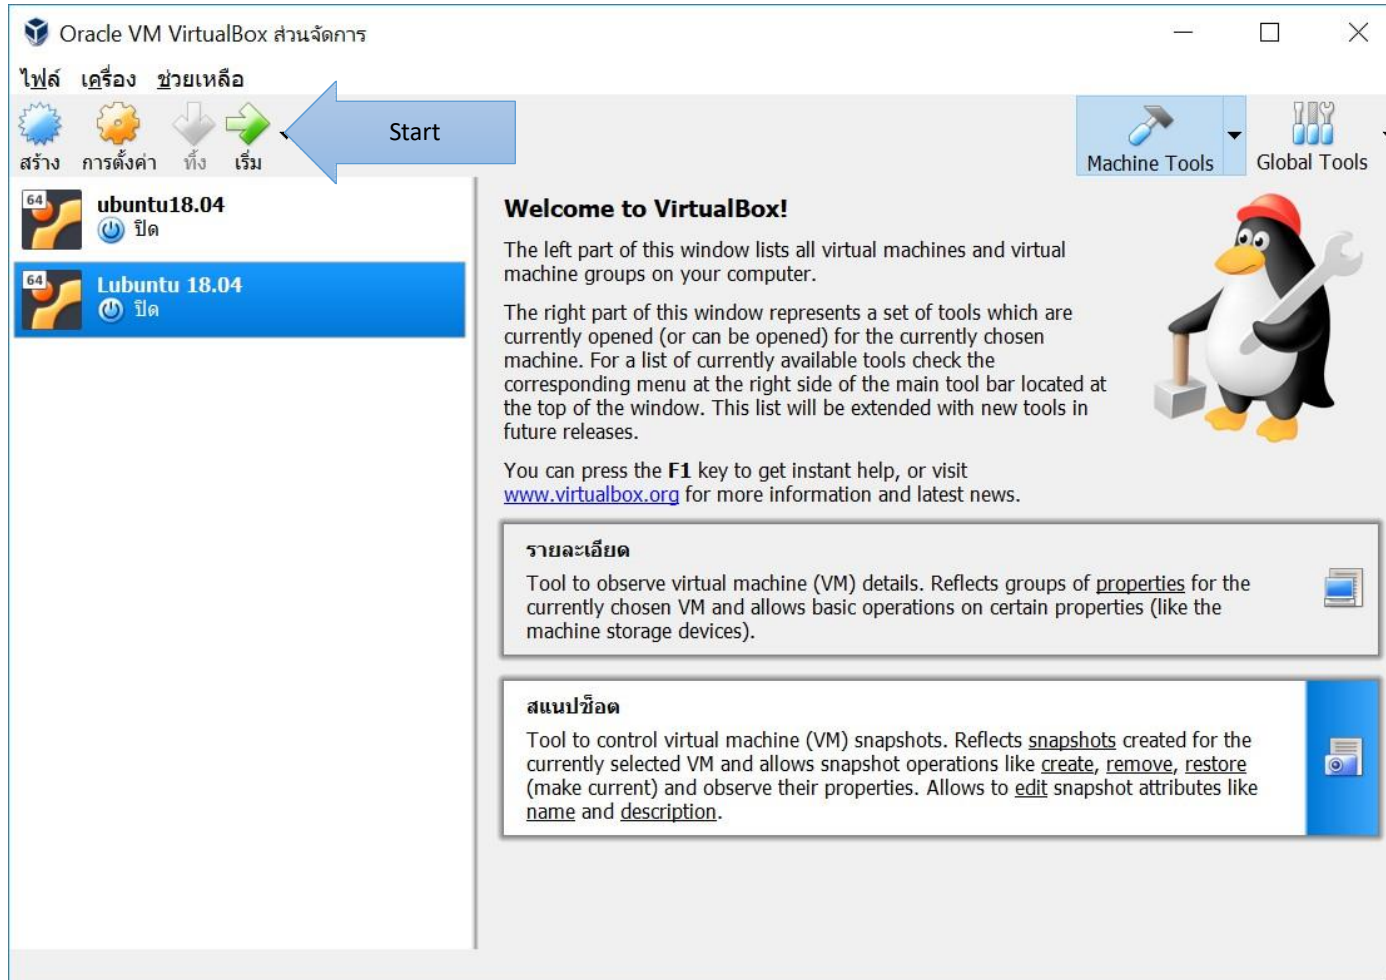 Oracle VM VirtualBox ส่วนจัดการ
ไฟล์ เครื่อง ช่วยเหลือ
Start
สร้าง การตั้งค่า ทิ้ง เริ่ม
Machine Tools Global Tools
64
ubuntu18.04
ปิด
64
Lubuntu 18.04
ปิด
Welcome to VirtualBox!
The left part of this window lists all virtual machines and virtual
machine groups on your computer.
The right part of this window represents a set of tools which are
currently opened (or can be opened) for the currently chosen
machine. For a list of currently available tools check the
corresponding menu at the right side of the main tool bar located at
the top of the window. This list will be extended with new tools in
future releases.
You can press the F1 key to get instant help, or visit
www.virtualbox.org for more information and latest news.
รายละเอียด
Tool to observe virtual machine (VM) details. Reflects groups of properties for the
currently chosen VM and allows basic operations on certain properties (like the
machine storage devices).
สแนปช็อต
Tool to control virtual machine (VM) snapshots. Reflects snapshots created for the
currently selected VM and allows snapshot operations like create, remove, restore
(make current) and observe their properties. Allows to edit snapshot attributes like
name and description.